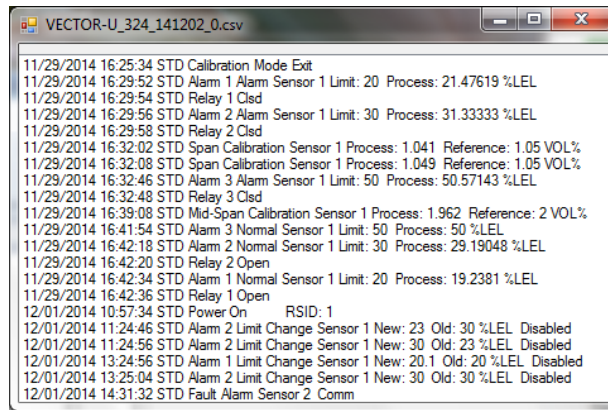 VECTOR-U_324_141202_0.csv
11/29/2014 16:25:34 STD Calibration Mode Exit
11/29/2014 16:29:52 STD Alarm 1 Alarm Sensor 1 Limit: 20 Process: 21.47619 %LEL
11/29/2014 16:29:54 STD Relay 1 Clsd
11/29/2014 16:29:56 STD Alarm 2 Alarm Sensor 1 Limit: 30 Process: 31.33333 %LEL
11/29/2014 16:29:58 STD Relay 2 Clsd
11/29/2014 16:32:02 STD Span Calibration Sensor 1 Process: 1.041 Reference: 1.05 VOL%
11/29/2014 16:32:08 STD Span Calibration Sensor 1 Process: 1.049 Reference: 1.05 VOL%
11/29/2014 16:32:46 STD Alarm 3 Alarm Sensor 1 Limit: 50 Process: 50.57143 %LEL
11/29/2014 16:32:48 STD Relay 3 Clsd
11/29/2014 16:39:08 STD Mid-Span Calibration Sensor 1 Process: 1.962 Reference: 2 VOL%
11/29/2014 16:41:54 STD Alarm 3 Normal Sensor 1 Limit: 50 Process: 50 %LEL
11/29/2014 16:42:18 STD Alarm 2 Normal Sensor 1 Limit: 30 Process: 29.19048 %LEL
11/29/2014 16:42:20 STD Relay 2 Open
11/29/2014 16:42:34 STD Alarm 1 Normal Sensor 1 Limit: 20 Process: 19.2381 %LEL
11/29/2014 16:42:36 STD Relay 1 Open
12/01/2014 10:57:34 STD Power On RSID: 1
12/01/2014 11:24:46 STD Alarm 2 Limit Change Sensor 1 New: 23 Old: 30 %LEL Disabled
12/01/2014 11:24:56 STD Alarm 2 Limit Change Sensor 1 New: 30 Old: 23 %LEL Disabled
12/01/2014 13:24:56 STD Alarm 1 Limit Change Sensor 1 New: 20.1 Old: 20 %LEL Disabled
12/01/2014 13:25:04 STD Alarm 2 Limit Change Sensor 1 New: 30 Old: 30 %LEL Disabled
12/01/2014 14:31:32 STD Fault Alarm Sensor 2 Comm